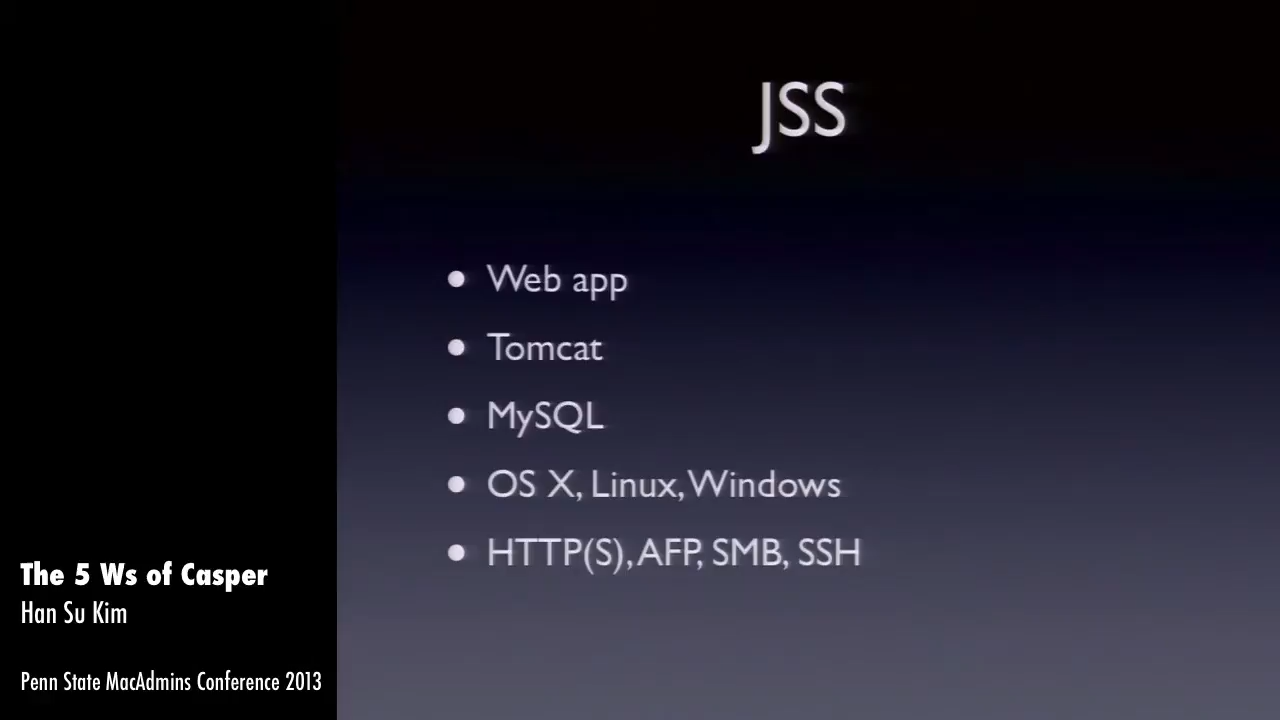 JSS
• Web app
• Tomcat
• MySQL
• OS X, Linux, Windows
• HTTP(S), AFP, SMB, SSH
The 5 Ws of Casper
Han Su Kim
Penn State MacAdmins Conference 2013